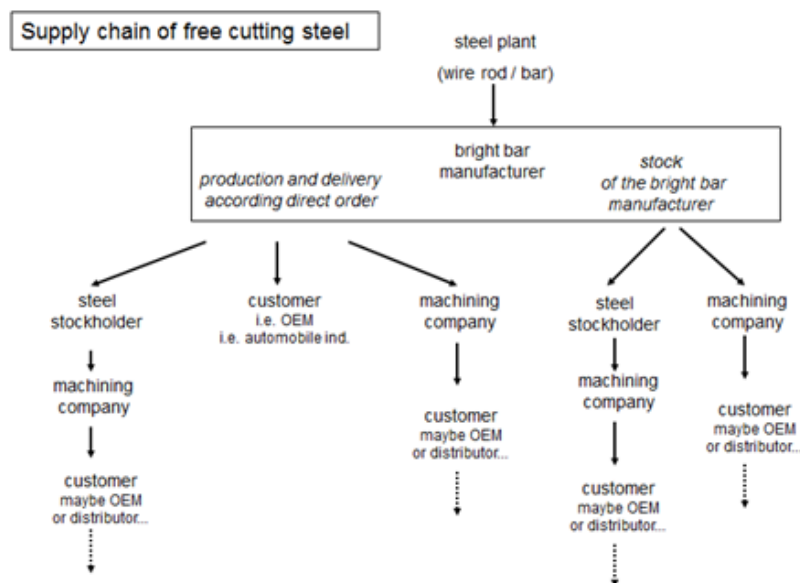 Supply chain of free cutting steel
steel plant
(wire rod / bar)
bright bar
manufacturer
production and delivery
according direct order
stock
of the bright bar
manufacturer
steel
stockholder
machining
company
customer
maybe OEM
or distributor...
customer
i.e. OEM
i.e. automobile ind.
machining
company
customer
maybe OEM
or distributor...
steel
stockholder
machining
company
customer
maybe OEM
or distributor...
machining
company
customer
maybe OEM
or distributor...